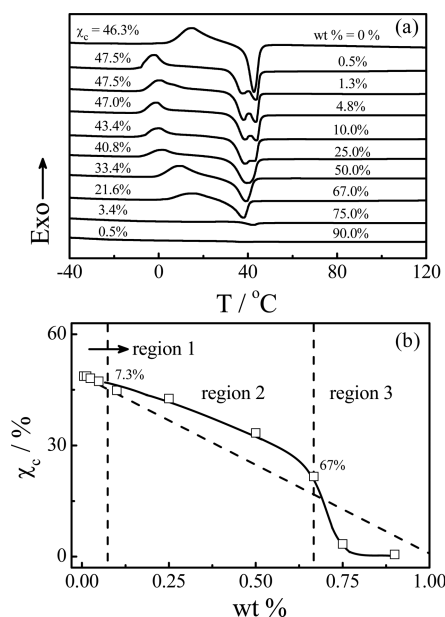 (a)
χc = 46.3% wt % = 0 %
47.5% 0.5%
47.5% 1.3%
47.0% 4.8%
43.4% 10.0%
40.8% 25.0%
33.4% 50.0%
21.6% 67.0%
3.4% 75.0%
0.5% 90.0%
Exo
-40 0 40 80 120
T / °C
(b)
60
region 1
7.3%
region 2 region 3
χc / %
30
67%
0
0.00 0.25 0.50 0.75 1.00
wt %